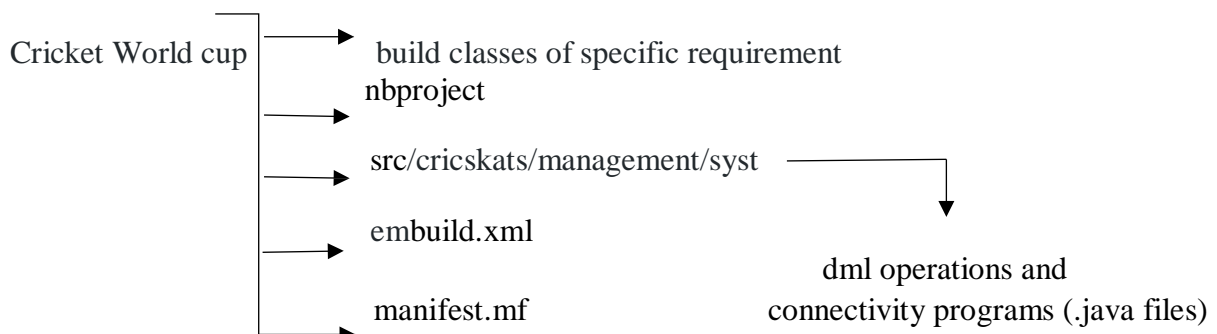 Cricket World cup
build classes of specific requirement
nbproject
src/cricskats/management/syst
embuild.xml
manifest.mf
dml operations and
connectivity programs (.java files)